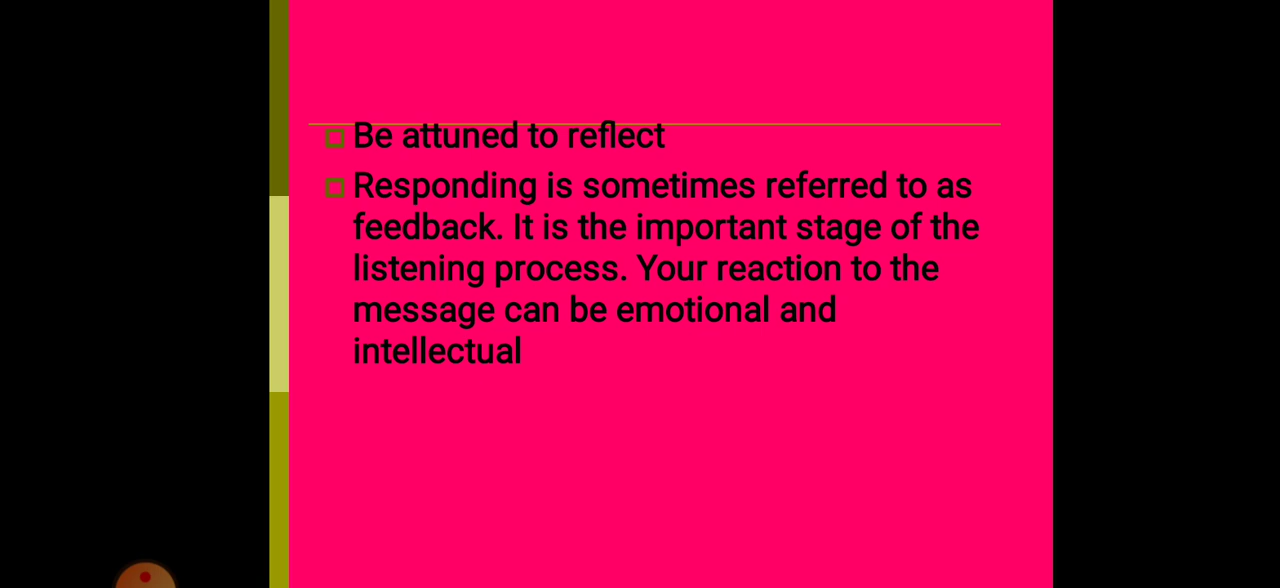 Be attuned to reflect
Responding is sometimes referred to as
feedback. It is the important stage of the
listening process. Your reaction to the
message can be emotional and
intellectual